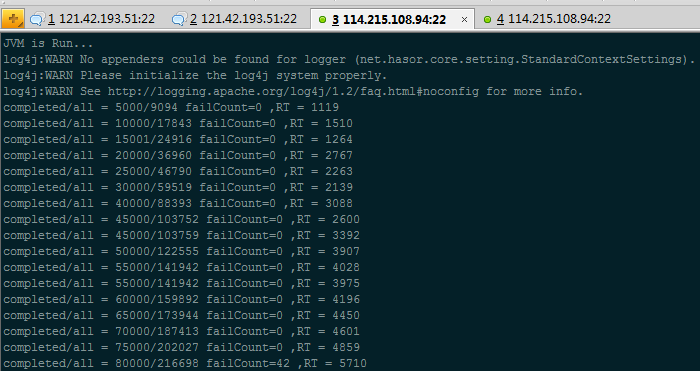 1 121.42.193.51:22 2 121.42.193.51:22 3 114.215.108.94:22 × 4 114.215.108.94:22
JVM is Run...
log4j:WARN No appenders could be found for logger (net.hasor.core.setting.StandardContextSettings).
log4j:WARN Please initialize the log4j system properly.
log4j:WARN See http://logging.apache.org/log4j/1.2/faq.html#noconfig for more info.
completed/all = 5000/9094 failCount=0 ,RT = 1119
completed/all = 10000/17843 failCount=0 ,RT = 1510
completed/all = 15001/24916 failCount=0 ,RT = 1264
completed/all = 20000/36960 failCount=0 ,RT = 2767
completed/all = 25000/46790 failCount=0 ,RT = 2263
completed/all = 30000/59519 failCount=0 ,RT = 2139
completed/all = 40000/88393 failCount=0 ,RT = 3088
completed/all = 45000/103752 failCount=0 ,RT = 2600
completed/all = 45000/103759 failCount=0 ,RT = 3392
completed/all = 50000/122555 failCount=0 ,RT = 3907
completed/all = 55000/141942 failCount=0 ,RT = 4028
completed/all = 55000/141942 failCount=0 ,RT = 3975
completed/all = 60000/159892 failCount=0 ,RT = 4196
completed/all = 65000/173944 failCount=0 ,RT = 4450
completed/all = 70000/187413 failCount=0 ,RT = 4601
completed/all = 75000/202027 failCount=0 ,RT = 4859
completed/all = 80000/216698 failCount=42 ,RT = 5710